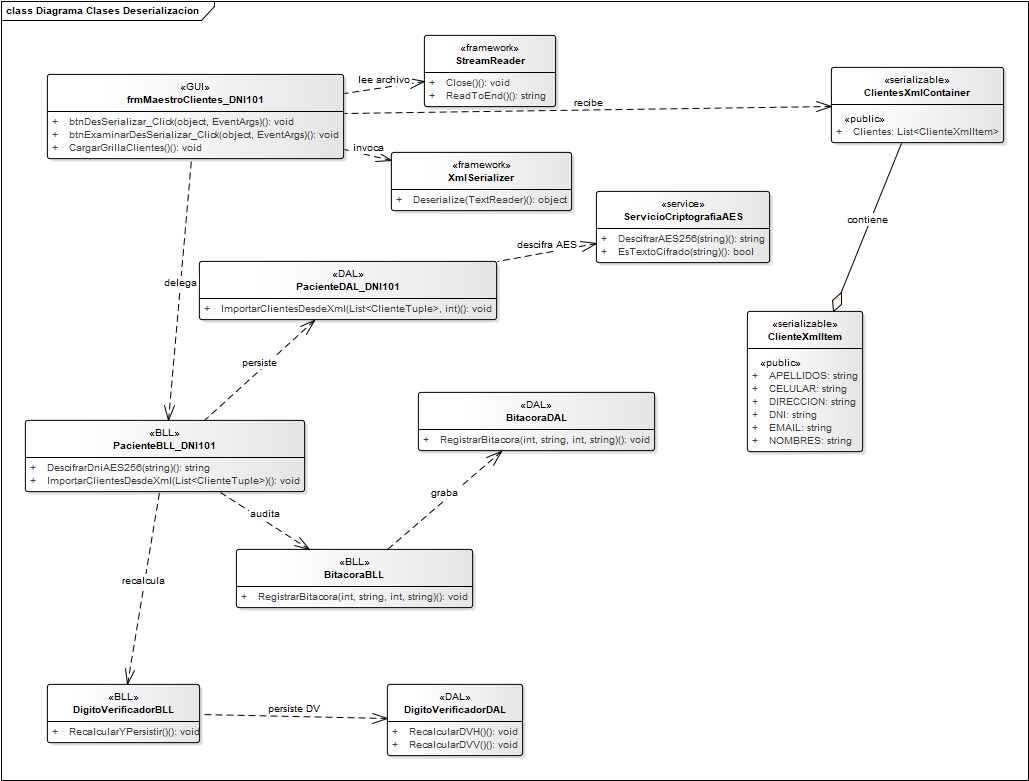 class Diagrama Clases Deserializacion
«framework»
StreamReader
+ Close()(): void
+ ReadToEnd()(): string
«GUI»
frmMaestroClientes_DNI101
+ btnDesSerializar_Click(object, EventArgs)(): void
+ btnExaminarDesSerializar_Click(object, EventArgs)(): void
+ CargarGrillaClientes()(): void
lee archivo
recibe
invoca
«serializable»
ClientesXmlContainer
«public»
+ Clientes: List<ClienteXmlItem>
«framework»
XmlSerializer
+ Deserialize(TextReader)(): object
«service»
ServicioCriptografiaAES
+ DescifrarAES256(string)(): string
+ EsTextoCifrado(string)(): bool
contiene
descifra AES
delega
«DAL»
PacienteDAL_DNI101
+ ImportarClientesDesdeXml(List<ClienteTuple>, int)(): void
«serializable»
ClienteXmlItem
«public»
+ APELLIDOS: string
+ CELULAR: string
+ DIRECCION: string
+ DNI: string
+ EMAIL: string
+ NOMBRES: string
persiste
«DAL»
BitacoraDAL
+ RegistrarBitacora(int, string, int, string)(): void
«BLL»
PacienteBLL_DNI101
+ DescifrarDniAES256(string)(): string
+ ImportarClientesDesdeXml(List<ClienteTuple>)(): void
graba
audita
«BLL»
BitacoraBLL
+ RegistrarBitacora(int, string, int, string)(): void
recalcula
«BLL»
DigitoVerificadorBLL
+ RecalcularYPersistir()(): void
persiste DV
«DAL»
DigitoVerificadorDAL
+ RecalcularDVH()(): void
+ RecalcularDVV()(): void